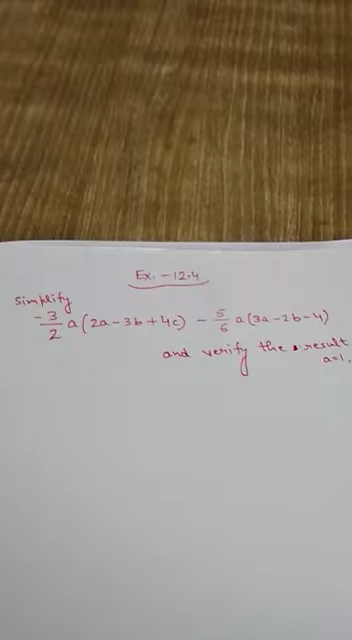 Ex. - 12.4
Simplify
-3/2 a(2a-3b+4c) - 5/6 a(3a-2b-4)
and verify the result
a=1,